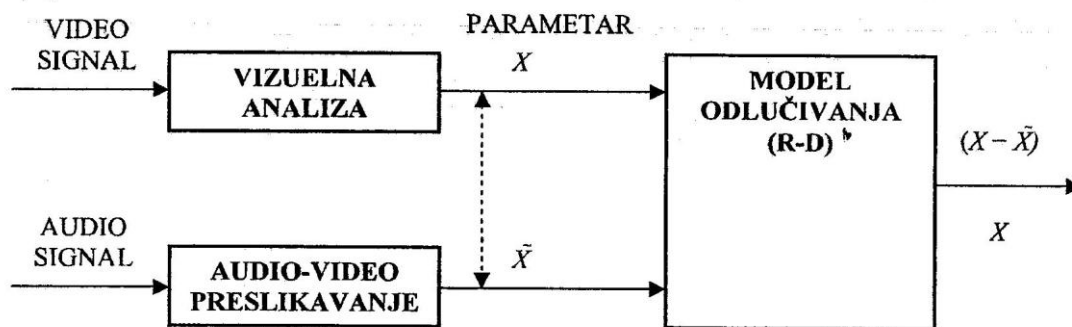 VIDEO
SIGNAL
VIZUELNA
ANALIZA
PARAMETAR
X
MODEL
ODLUČIVANJA
(R-D)
(X – X̃)
X
AUDIO
SIGNAL
AUDIO-VIDEO
PRESLIKAVANJE
X̃